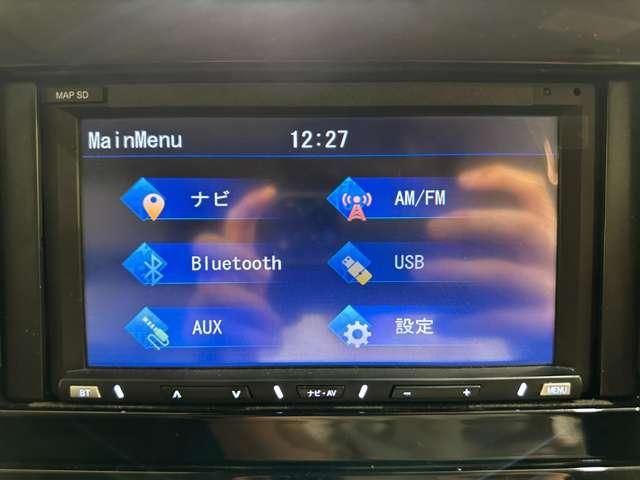 MAP SD
MainMenu 12:27
ナビ AM/FM
Bluetooth USB
AUX 設定
BT ∧ ∨ ナビ・AV − + MENU